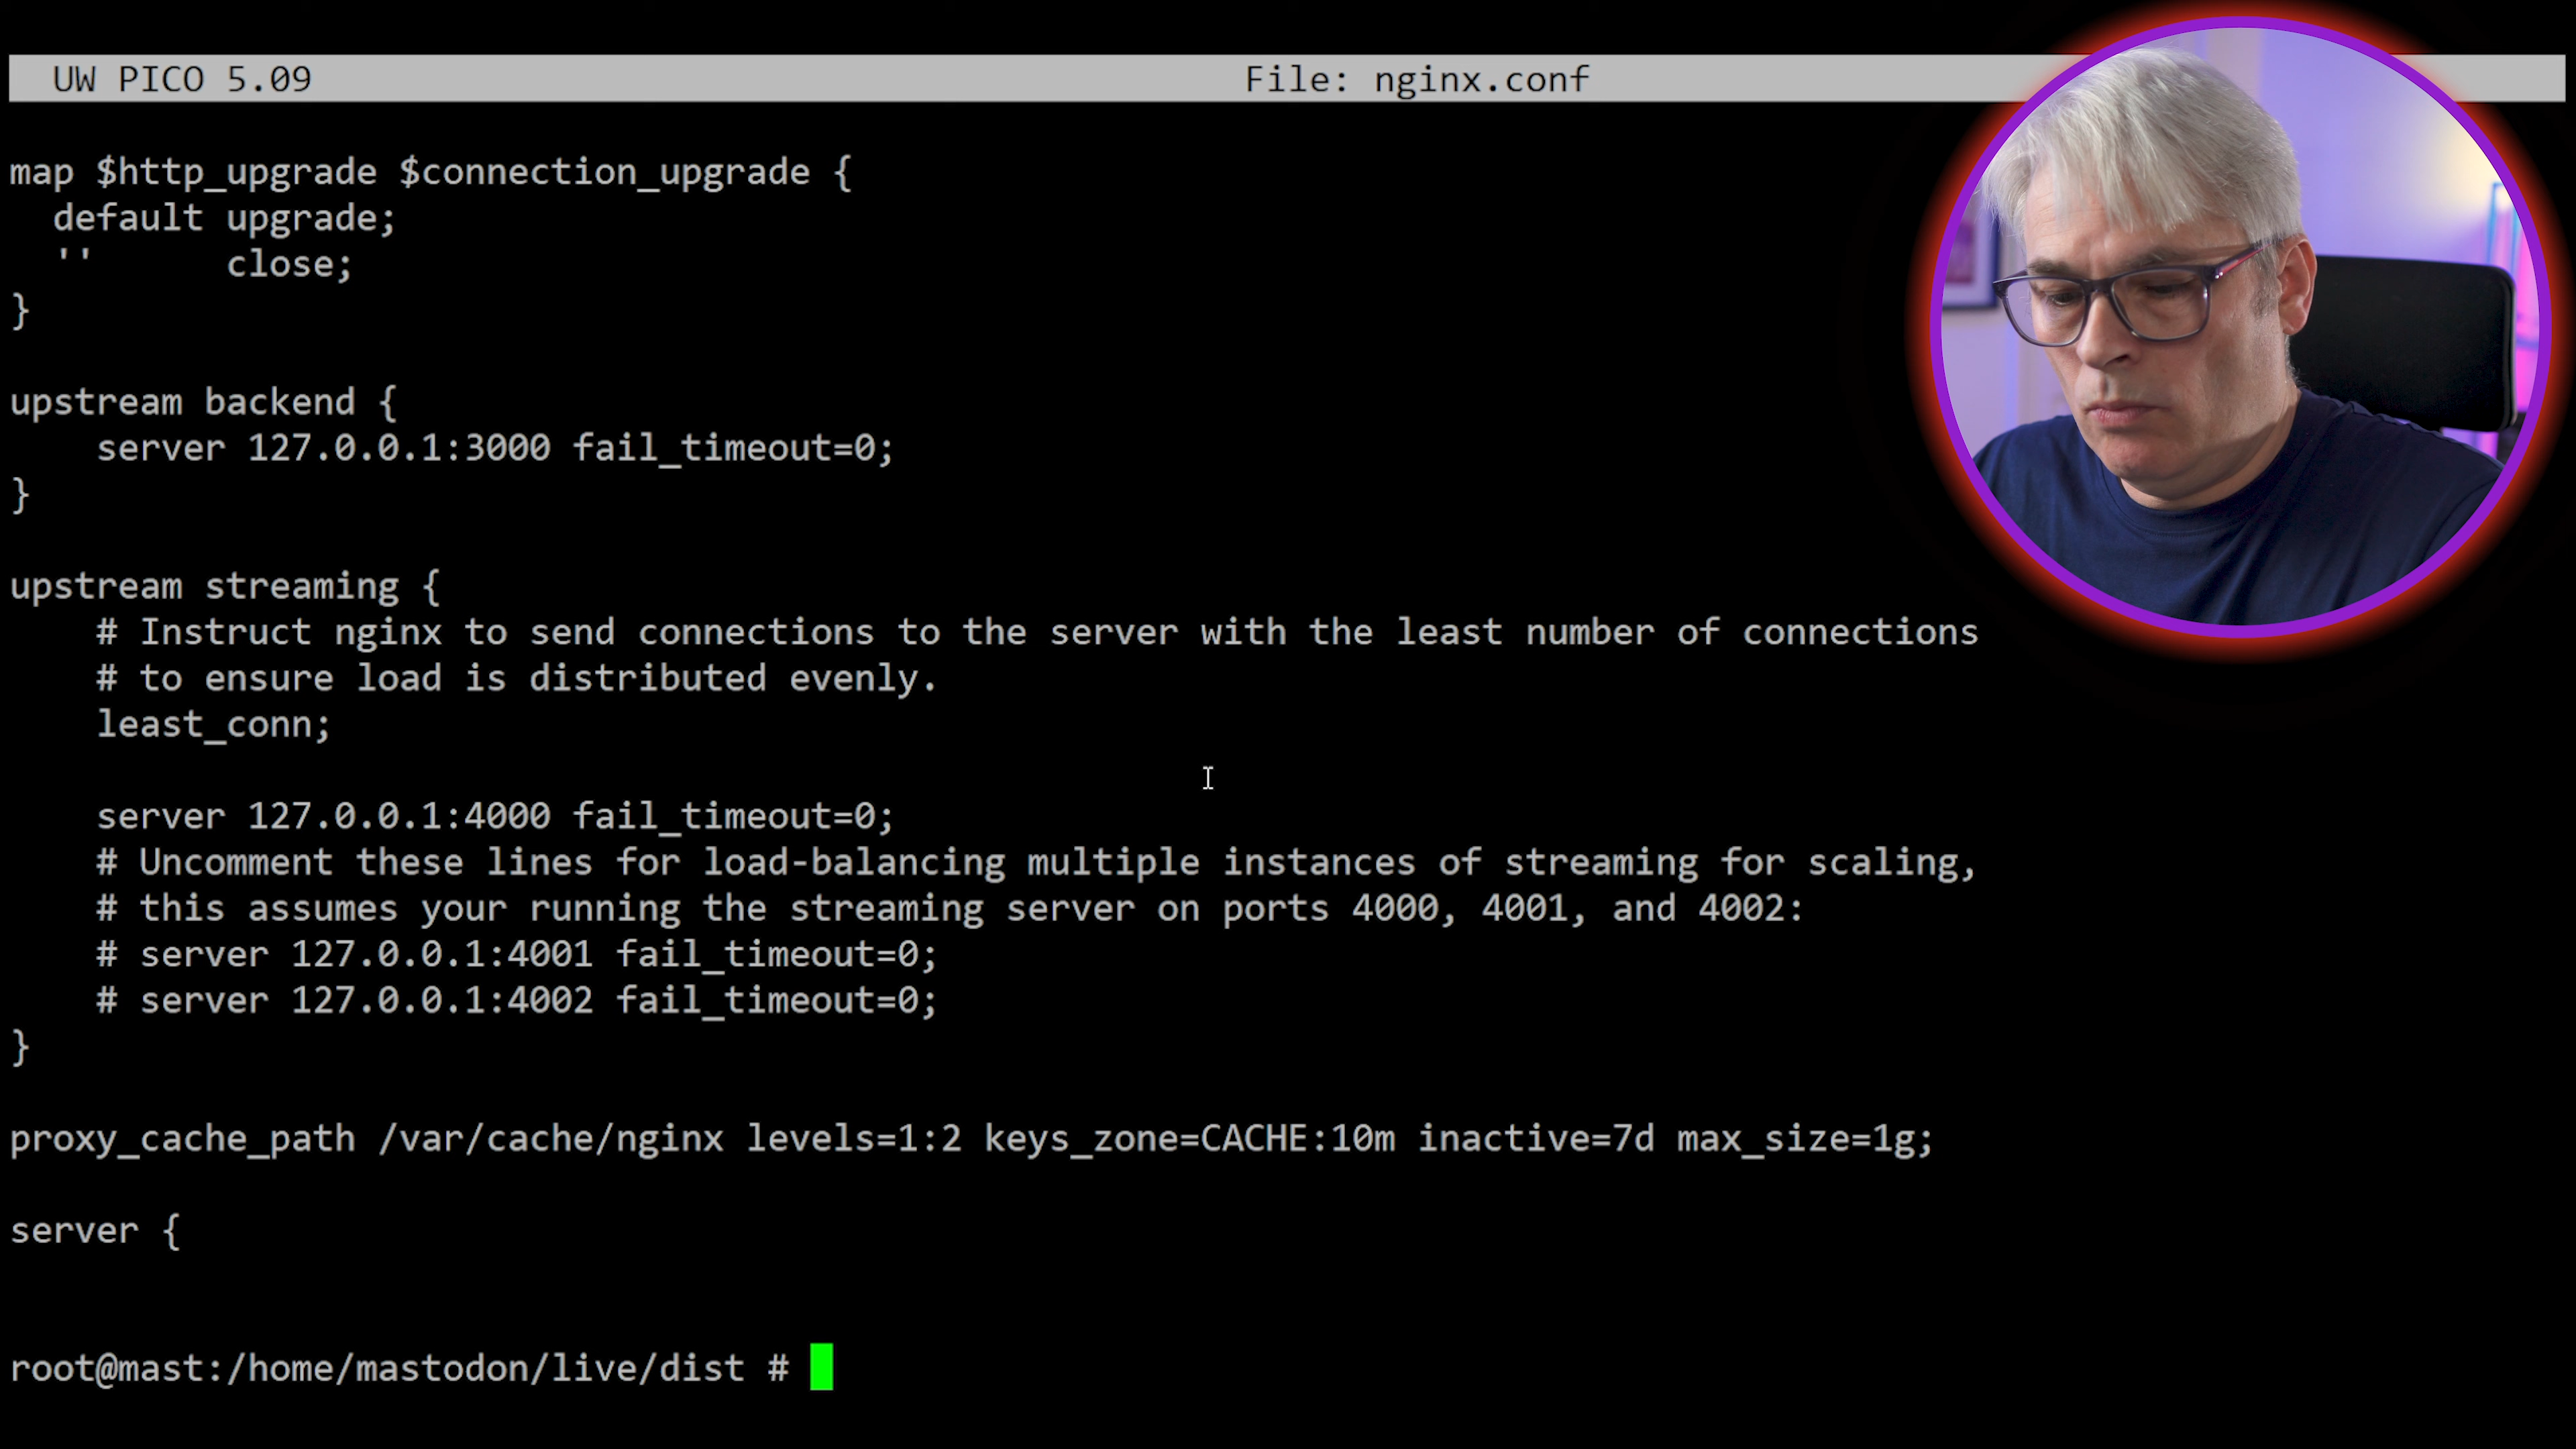 UW PICO 5.09 File: nginx.conf
map $http_upgrade $connection_upgrade {
  default upgrade;
  ''      close;
}
upstream backend {
    server 127.0.0.1:3000 fail_timeout=0;
}
upstream streaming {
    # Instruct nginx to send connections to the server with the least number of connections
    # to ensure load is distributed evenly.
    least_conn;
    server 127.0.0.1:4000 fail_timeout=0;
    # Uncomment these lines for load-balancing multiple instances of streaming for scaling,
    # this assumes your running the streaming server on ports 4000, 4001, and 4002:
    # server 127.0.0.1:4001 fail_timeout=0;
    # server 127.0.0.1:4002 fail_timeout=0;
}
proxy_cache_path /var/cache/nginx levels=1:2 keys_zone=CACHE:10m inactive=7d max_size=1g;
server {
root@mast:/home/mastodon/live/dist #